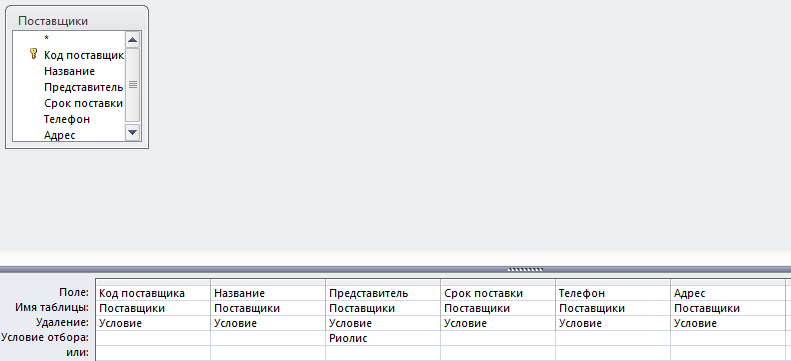 Поставщики
*
Код поставщик
Название
Представитель
Срок поставки
Телефон
Адрес
Поле: Код поставщика Название Представитель Срок поставки Телефон Адрес
Имя таблицы: Поставщики Поставщики Поставщики Поставщики Поставщики Поставщики
Удаление: Условие Условие Условие Условие Условие Условие
Условие отбора: Риолис
или: